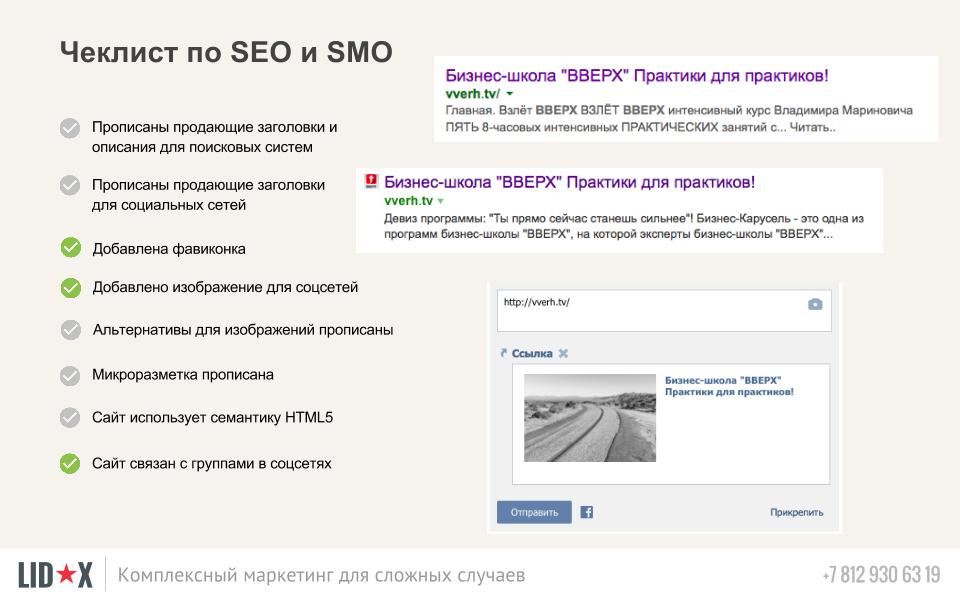 Чеклист по SEO и SMO
Прописаны продающие заголовки и
описания для поисковых систем
Прописаны продающие заголовки
для социальных сетей
Добавлена фавиконка
Добавлено изображение для соцсетей
Альтернативы для изображений прописаны
Микроразметка прописана
Сайт использует семантику HTML5
Сайт связан с группами в соцсетях
Бизнес-школа "ВВЕРХ" Практики для практиков!
vverh.tv/
Главная. Взлёт ВВЕРХ ВЗЛЁТ ВВЕРХ интенсивный курс Владимира Мариновича
ПЯТЬ 8-часовых интенсивных ПРАКТИЧЕСКИХ занятий с... Читать..
Бизнес-школа "ВВЕРХ" Практики для практиков!
vverh.tv
Девиз программы: "Ты прямо сейчас станешь сильнее"! Бизнес-Карусель - это одна из
программ бизнес-школы "ВВЕРХ", на которой эксперты бизнес-школы "ВВЕРХ"...
http://vverh.tv/
Ссылка
Бизнес-школа "ВВЕРХ"
Практики для практиков!
Отправить
Прикрепить
LID★X
Комплексный маркетинг для сложных случаев
+7 812 930 63 19